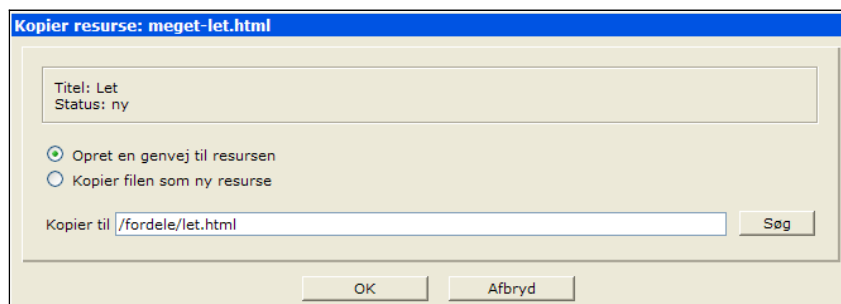 Kopier resurse: meget-let.html
Titel: Let
Status: ny
Opret en genvej til resursen
Kopier filen som ny resurse
Kopier til /fordele/let.html Søg
OK Afbryd